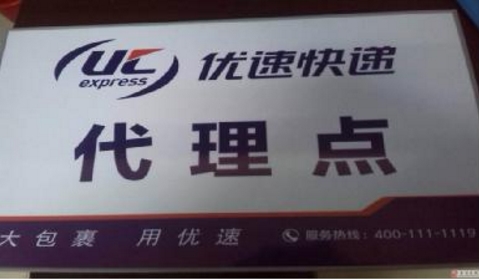 UC express 优速快递
代理点
大包裹 用优速 服务热线：400-111-1119